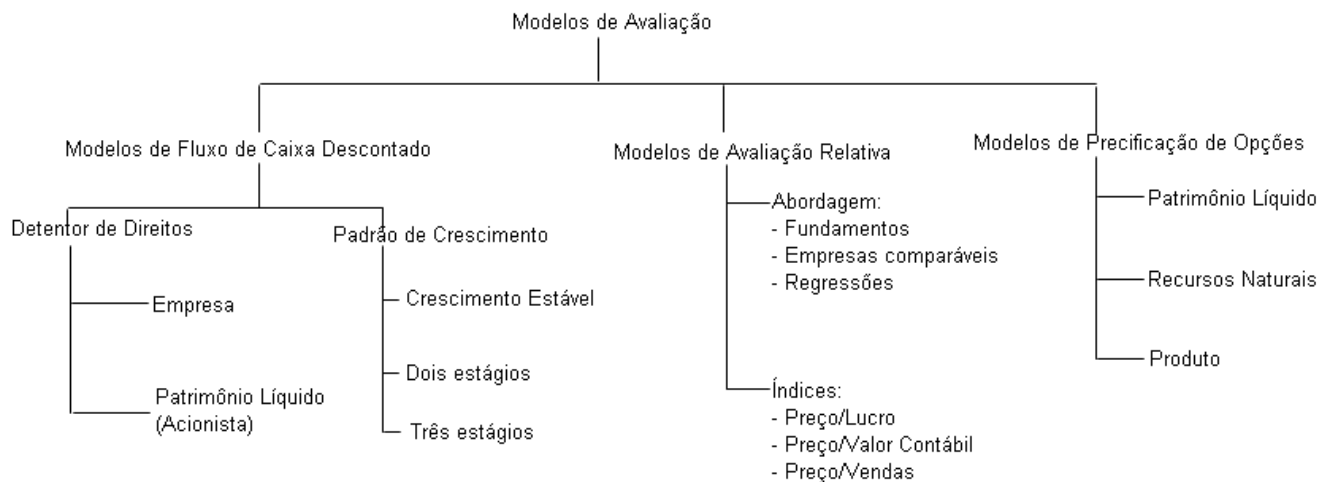 Modelos de Avaliação
Modelos de Fluxo de Caixa Descontado
Detentor de Direitos
Empresa
Patrimônio Líquido
(Acionista)
Padrão de Crescimento
Crescimento Estável
Dois estágios
Três estágios
Modelos de Avaliação Relativa
Abordagem:
- Fundamentos
- Empresas comparáveis
- Regressões
Índices:
- Preço/Lucro
- Preço/Valor Contábil
- Preço/Vendas
Modelos de Precificação de Opções
Patrimônio Líquido
Recursos Naturais
Produto